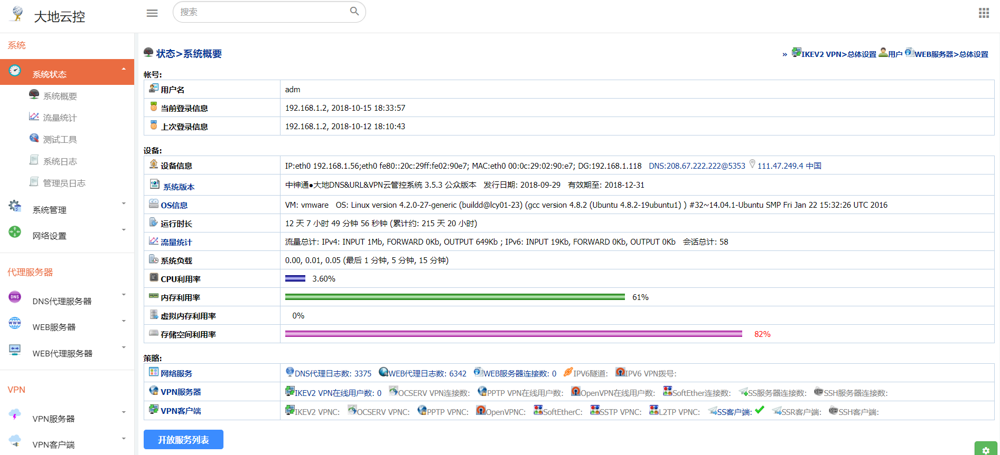 大地云控
搜索
系统
系统状态
系统概要
流量统计
测试工具
系统日志
管理员日志
系统管理
网络设置
代理服务器
DNS
DNS代理服务器
WWW
WEB服务器
WEB代理服务器
VPN
VPN服务器
VPN客户端
状态>系统概要
» IKEV2 VPN>总体设置 用户 WEB服务器>总体设置
帐号:
用户名 adm
当前登录信息 192.168.1.2, 2018-10-15 18:33:57
上次登录信息 192.168.1.2, 2018-10-12 18:10:43
设备:
设备信息 IP:eth0 192.168.1.56;eth0 fe80::20c:29ff:fe02:90e7; MAC:eth0 00:0c:29:02:90:e7; DG:192.168.1.118 DNS:208.67.222.222@5353 111.47.249.4 中国
系统版本 中神通●大地DNS&URL&VPN云管控系统 3.5.3 公众版本 发行日期: 2018-09-29 有效期至: 2018-12-31
OS信息 VM: vmware OS: Linux version 4.2.0-27-generic (buildd@lcy01-23) (gcc version 4.8.2 (Ubuntu 4.8.2-19ubuntu1) ) #32~14.04.1-Ubuntu SMP Fri Jan 22 15:32:26 UTC 2016
运行时长 12 天 7 小时 49 分钟 56 秒钟 (累计约: 215 天 20 小时)
流量统计 流量总计: IPv4: INPUT 1Mb, FORWARD 0Kb, OUTPUT 649Kb ; IPv6: INPUT 19Kb, FORWARD 0Kb, OUTPUT 0Kb 会话总计: 58
系统负载 0.00, 0.01, 0.05 (最后 1 分钟, 5 分钟, 15 分钟)
CPU利用率 3.60%
内存利用率 61%
虚拟内存利用率 0%
存储空间利用率 82%
策略:
网络服务 DNS代理日志数: 3375 WEB代理日志数: 6342 WEB服务器连接数: 0 IPV6隧道: IPV6 VPN拨号:
VPN服务器 IKEV2 VPN在线用户数: 0 OCSERV VPN连接数: PPTP VPN在线用户数: OpenVPN在线用户数: SoftEther连接数: SS服务器连接数: SSH服务器连接数:
VPN客户端 IKEV2 VPNC: OCSERV VPNC: PPTP VPNC: OpenVPNC: SoftEtherC: SSTP VPNC: L2TP VPNC: SS客户端: SSR客户端: SSH客户端:
开放服务列表